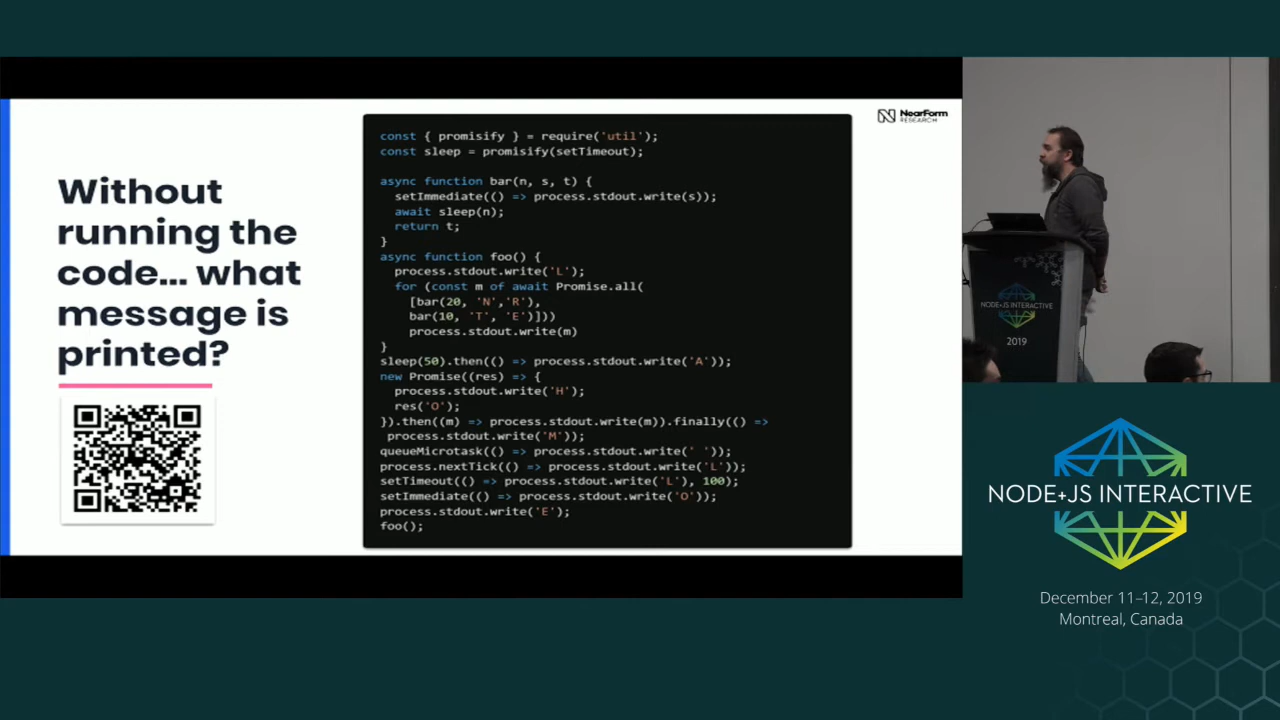 Without
running the
code... what
message is
printed?
NearForm
RESEARCH
const { promisify } = require('util');
const sleep = promisify(setTimeout);
async function bar(n, s, t) {
setImmediate(() => process.stdout.write(s));
await sleep(n);
return t;
}
async function foo() {
process.stdout.write('L');
for (const m of await Promise.all(
[bar(20, 'N','R'),
bar(10, 'T', 'E')]))
process.stdout.write(m)
}
sleep(50).then(() => process.stdout.write('A'));
new Promise((res) => {
process.stdout.write('H');
res('O');
}).then((m) => process.stdout.write(m)).finally(() =>
process.stdout.write('M'));
queueMicrotask(() => process.stdout.write(' '));
process.nextTick(() => process.stdout.write('L'));
setTimeout(() => process.stdout.write('L'), 100);
setImmediate(() => process.stdout.write('O'));
process.stdout.write('E');
foo();
NODE+JS INTERACTIVE
2019
NODE+JS INTERACTIVE
December 11–12, 2019
Montreal, Canada